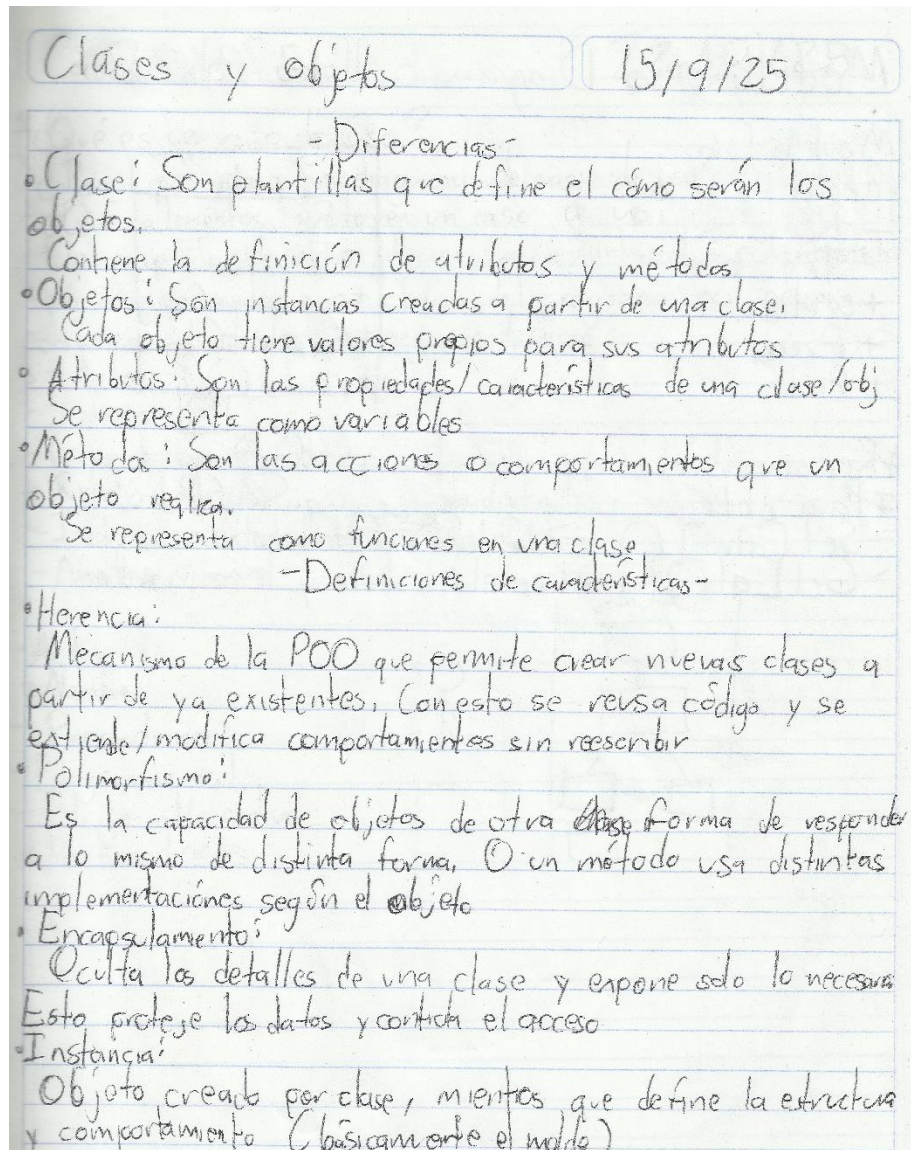 Clases y objetos 15/9/25
-Diferencias-
• Clase: Son plantillas que define el cómo serán los
objetos.
Contiene la definición de atributos y métodos
• Objetos: Son instancias creadas a partir de una clase.
Cada objeto tiene valores propios para sus atributos
• Atributos: Son las propiedades/características de una clase/obj
Se representa como variables
• Métodos: Son las acciones o comportamientos que un
objeto realiza.
Se representa como funciones en una clase
-Definiciones de características-
• Herencia:
Mecanismo de la POO que permite crear nuevas clases a
partir de ya existentes, Con esto se reusa código y se
extiende/modifica comportamientos sin reescribir
• Polimorfismo:
Es la capacidad de objetos de otra clase forma de responder
a lo mismo de distinta forma. O un método usa distintas
implementaciónes según el objeto
• Encapsulamento:
Oculta los detalles de una clase y expone solo lo necesario
Esto proteje los datos y controla el acceso
• Instancia:
Objeto creado por clase, mientras que define la estructura
y comportamiento (básicamente el molde)